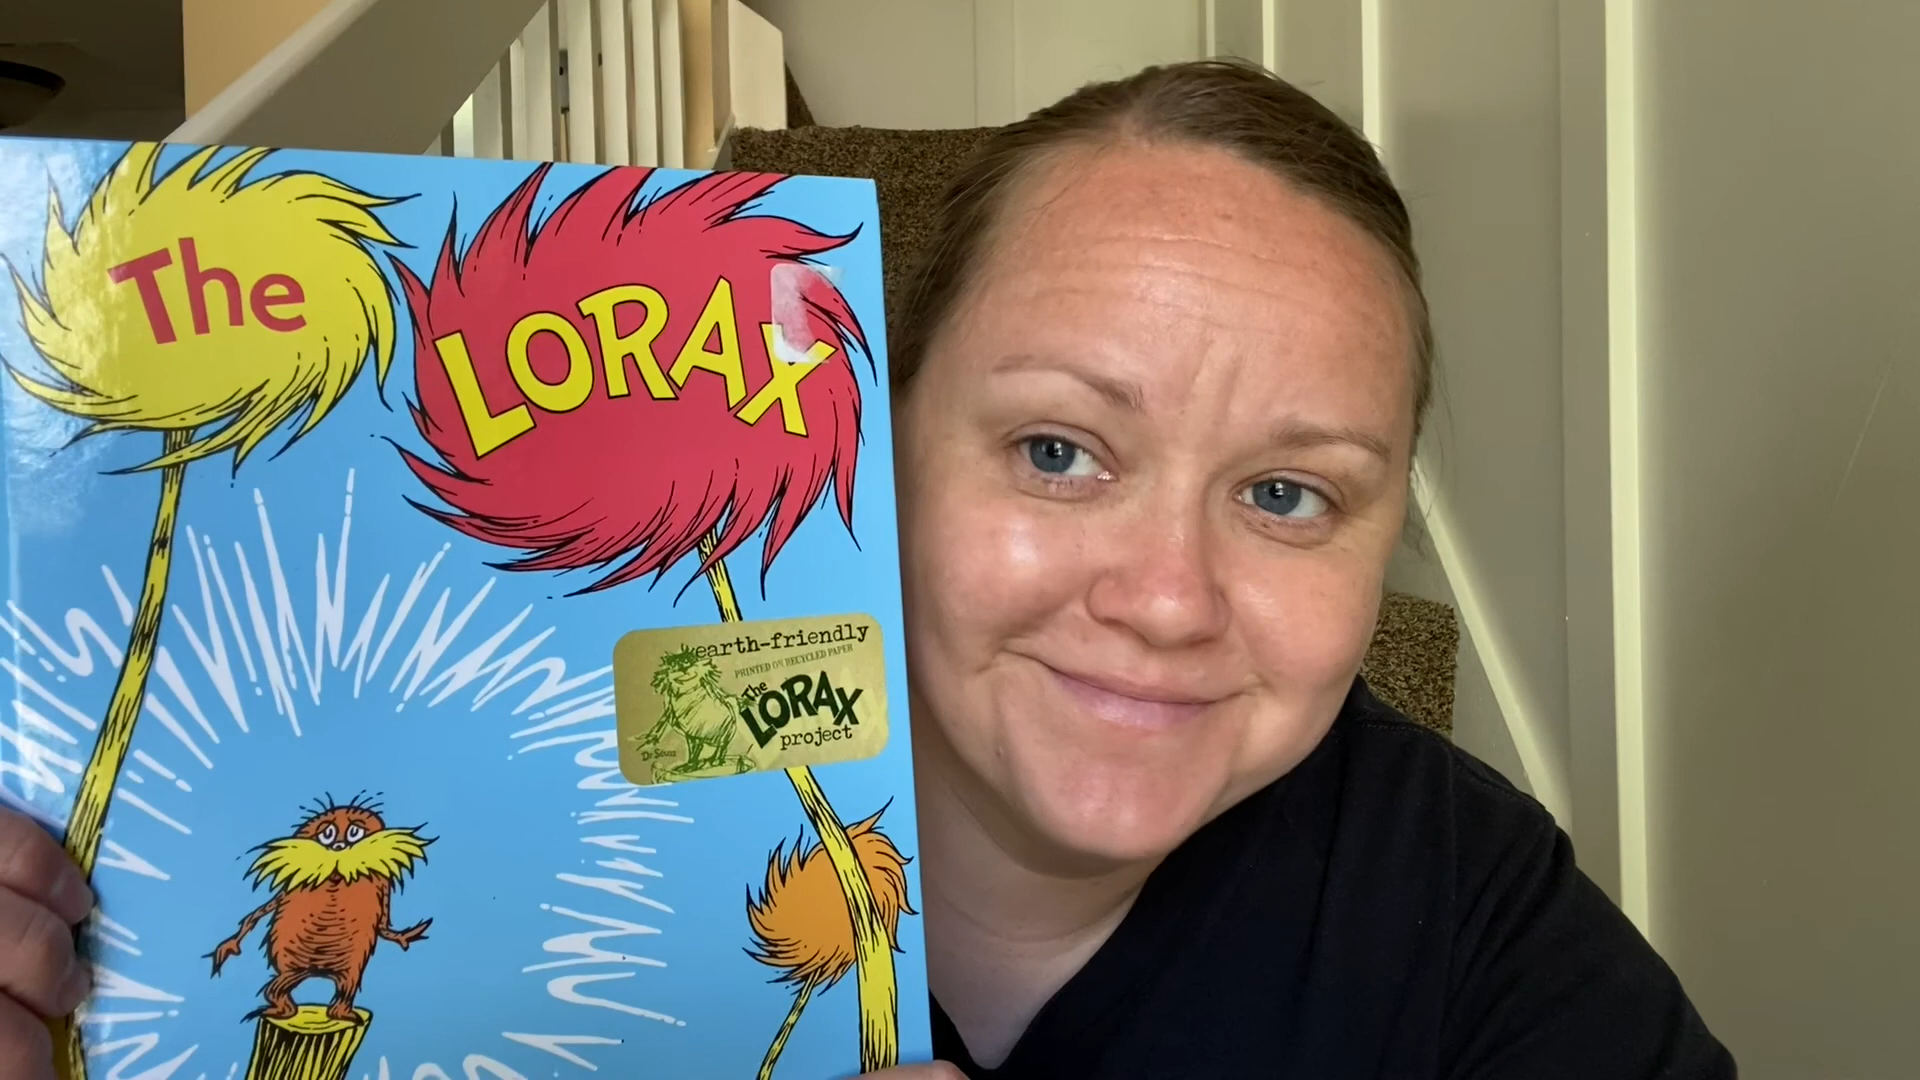 The
LORAX
earth-friendly
PRINTED ON RECYCLED PAPER
The
LORAX
project
Dr. Seuss